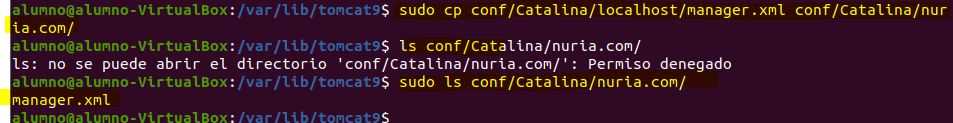 alumno@alumno-VirtualBox:/var/lib/tomcat9$ sudo cp conf/Catalina/localhost/manager.xml conf/Catalina/nur
ia.com/
alumno@alumno-VirtualBox:/var/lib/tomcat9$ ls conf/Catalina/nuria.com/
ls: no se puede abrir el directorio 'conf/Catalina/nuria.com/': Permiso denegado
alumno@alumno-VirtualBox:/var/lib/tomcat9$ sudo ls conf/Catalina/nuria.com/
manager.xml
alumno@alumno-VirtualBox:/var/lib/tomcat9$